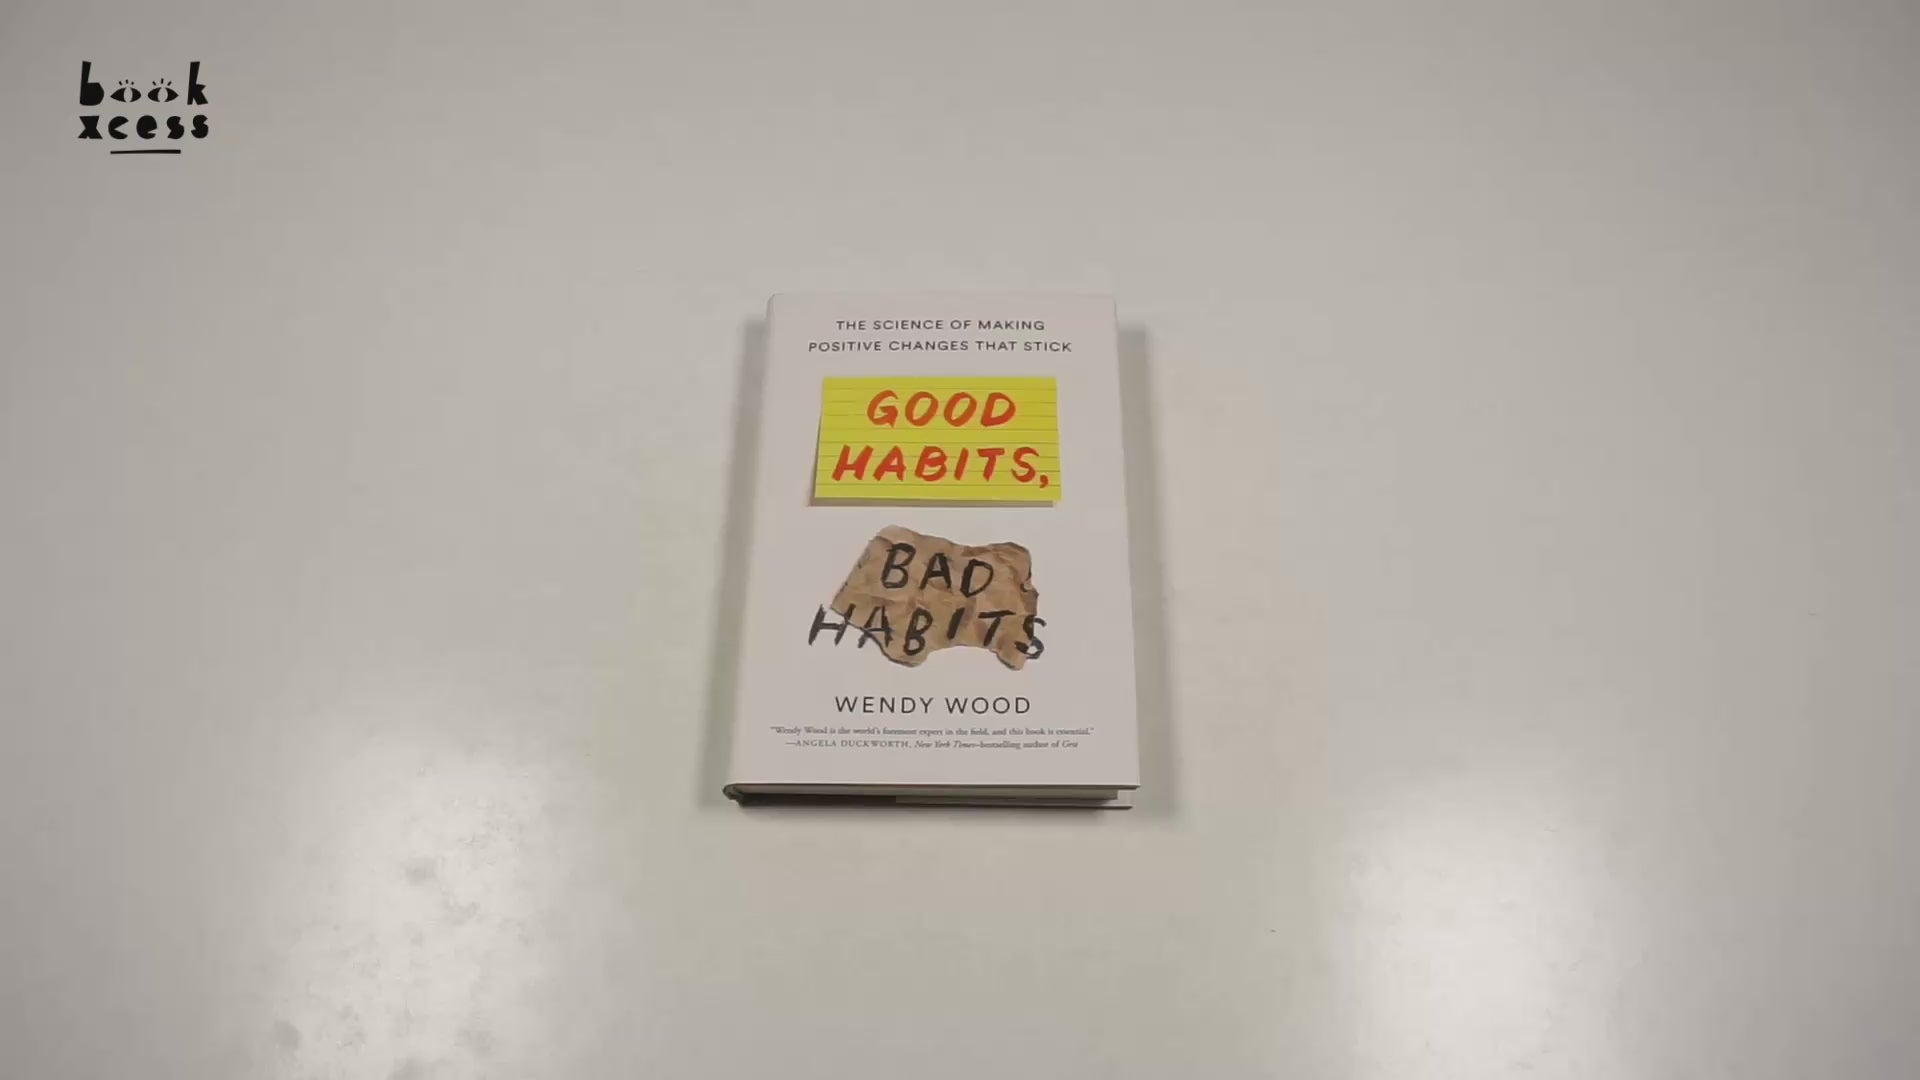 book
xcess
THE SCIENCE OF MAKING
POSITIVE CHANGES THAT STICK
GOOD
HABITS,
BAD
HABITS
WENDY WOOD
"Wendy Wood is the world's foremost expert in the field, and this book is essential."
—ANGELA DUCKWORTH, New York Times–bestselling author of Grit